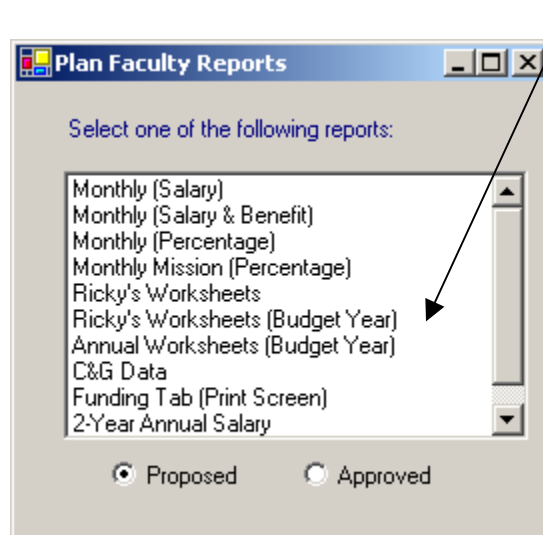 Plan Faculty Reports
Select one of the following reports:
Monthly (Salary)
Monthly (Salary & Benefit)
Monthly (Percentage)
Monthly Mission (Percentage)
Ricky's Worksheets
Ricky's Worksheets (Budget Year)
Annual Worksheets (Budget Year)
C&G Data
Funding Tab (Print Screen)
2-Year Annual Salary
Proposed Approved